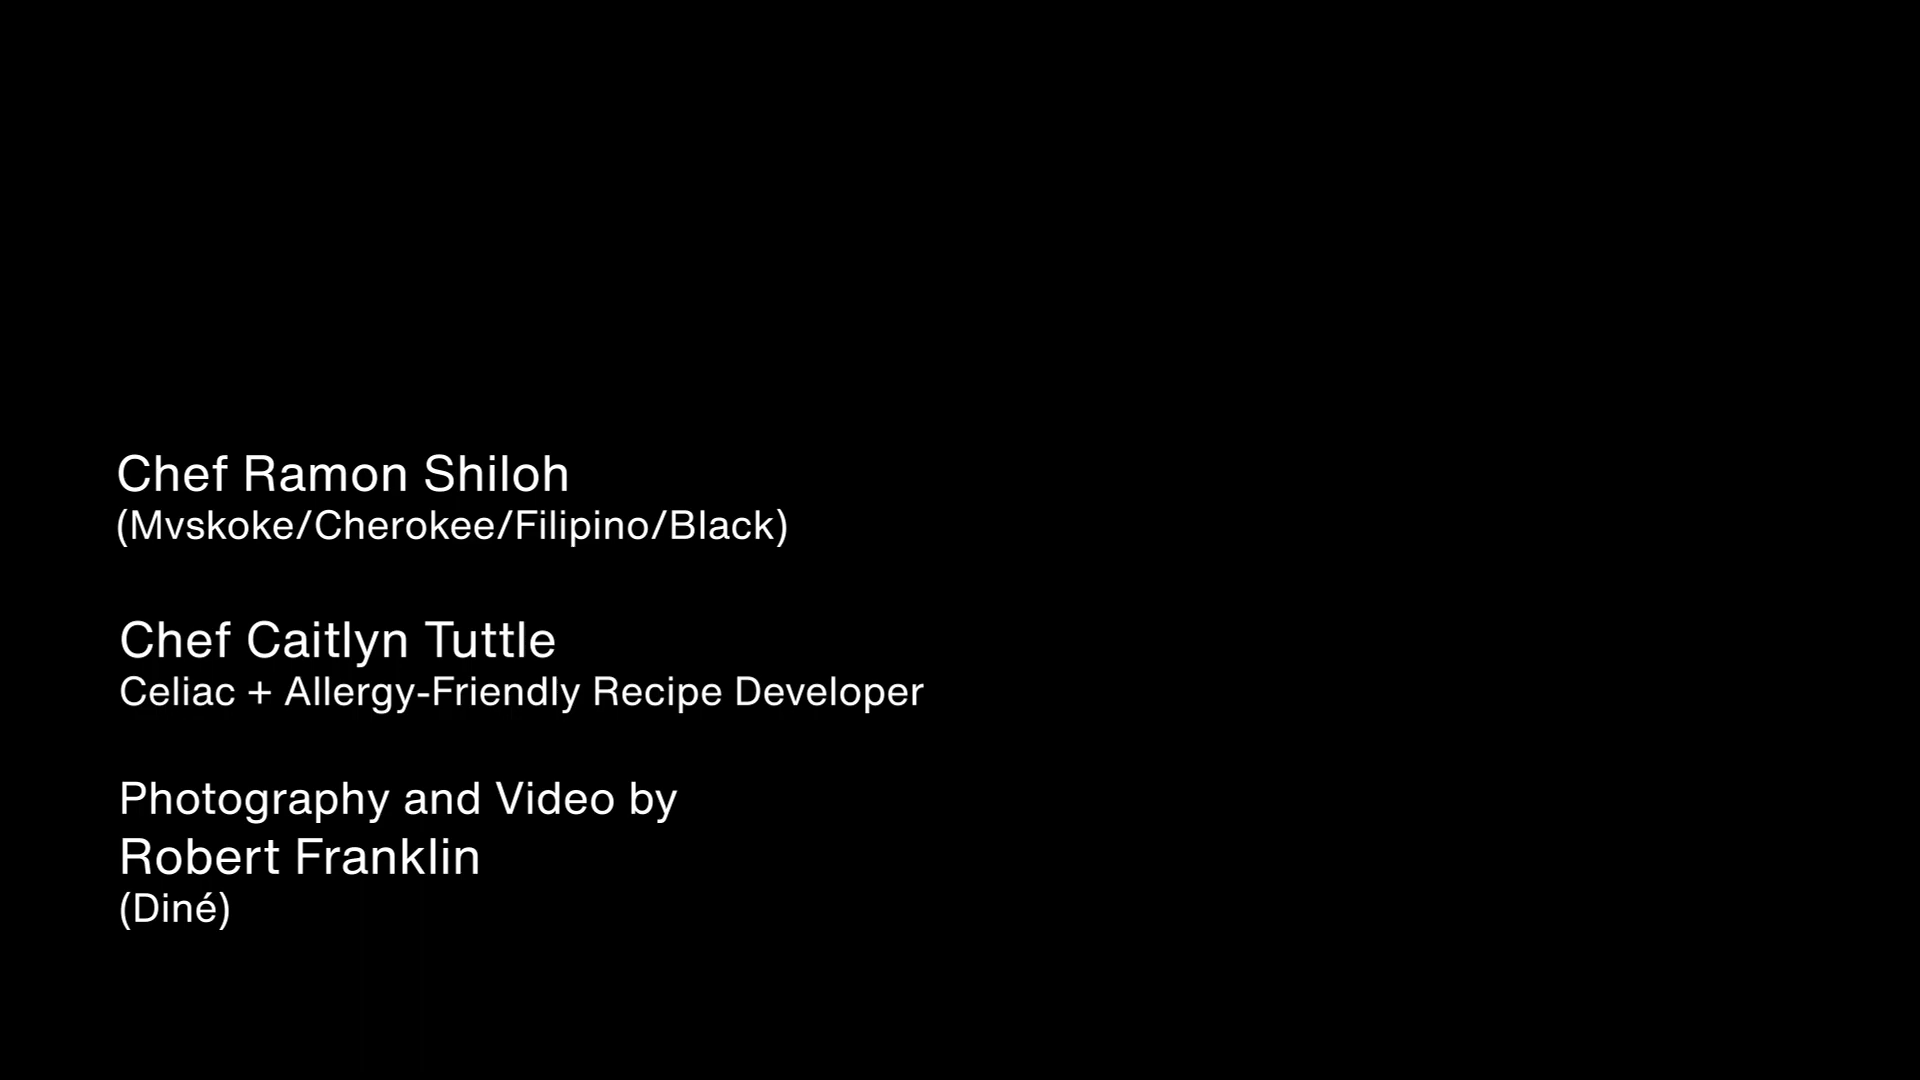 Chef Ramon Shiloh
(Mvskoke/Cherokee/Filipino/Black)
Chef Caitlyn Tuttle
Celiac + Allergy-Friendly Recipe Developer
Photography and Video by
Robert Franklin
(Diné)